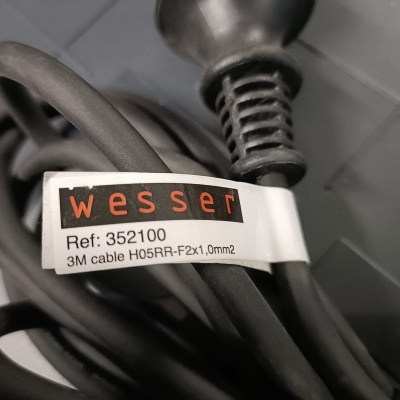 wesser
Ref: 352100
3M cable H05RR-F2x1,0mm2